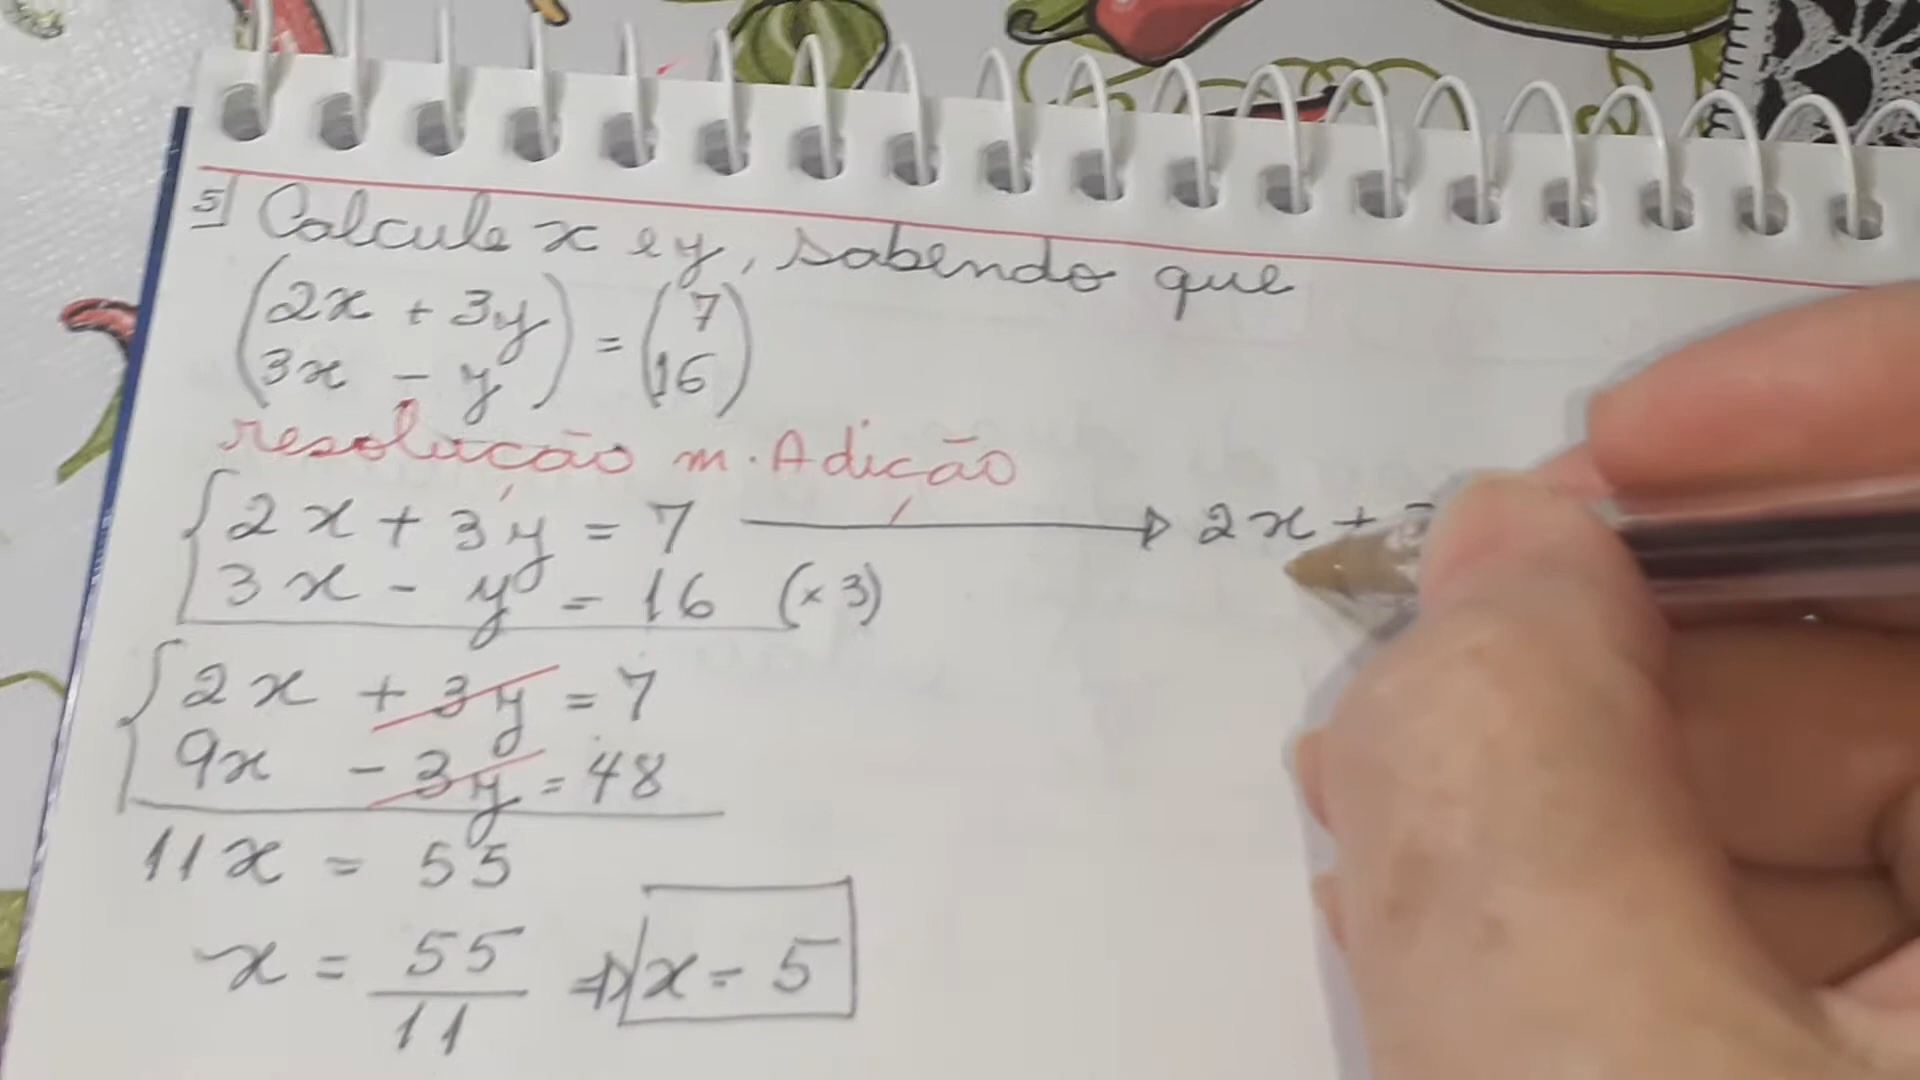 5) Calcule x e y, sabendo que
(2x + 3y) = (7)
(3x - y) (16)
resolução m. Adição
{2x + 3y = 7 → 2x +
3x - y = 16 (x3)
{2x + 3y = 7
9x - 3y = 48
11x = 55
x = 55/11 ⇒ x = 5